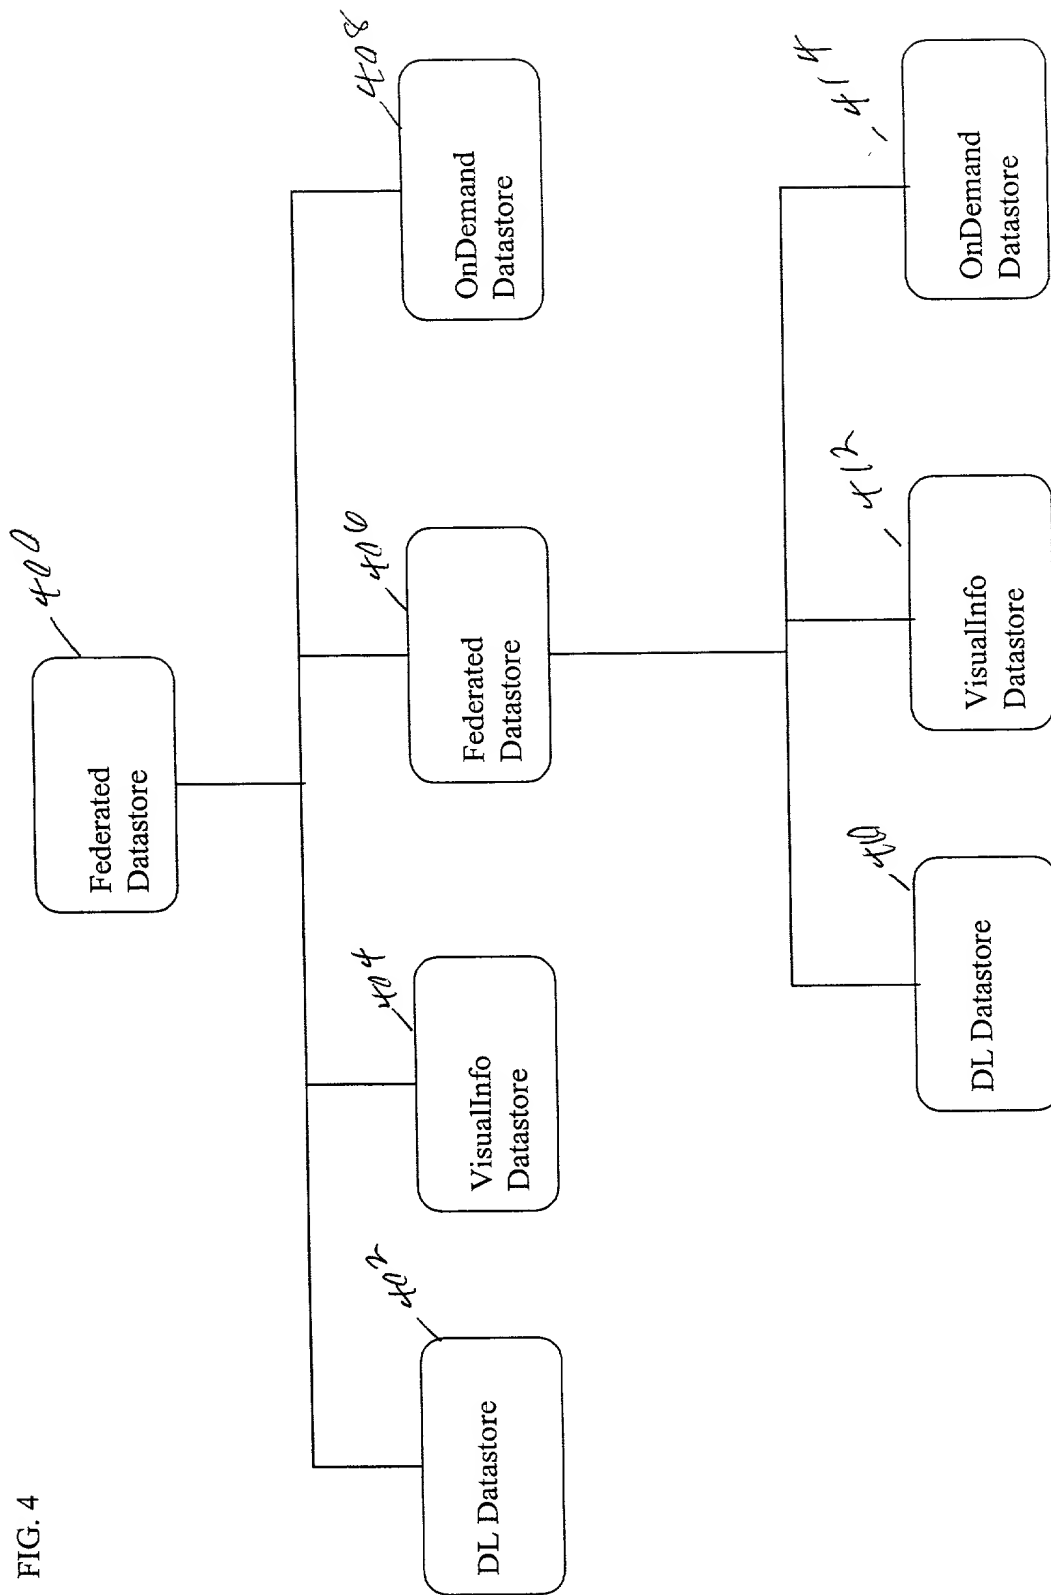 FIG. 4
400
Federated
Datastore
402
DL Datastore
404
VisualInfo
Datastore
406
Federated
Datastore
408
OnDemand
Datastore
410
DL Datastore
412
VisualInfo
Datastore
414
OnDemand
Datastore